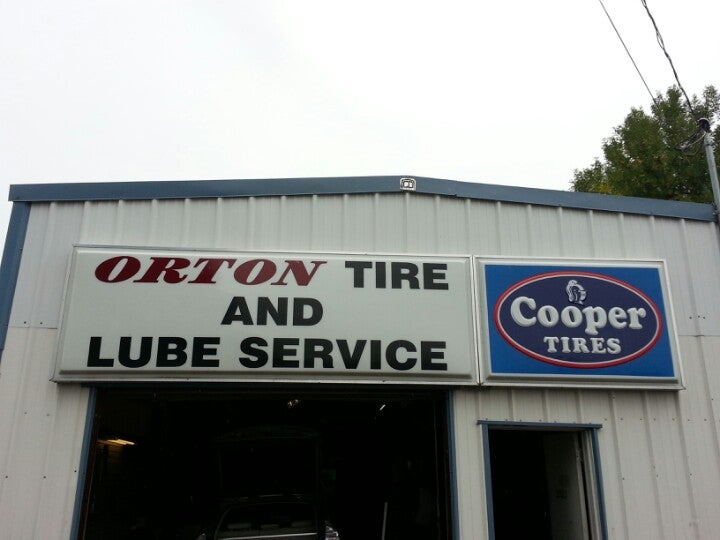 ORTON TIRE
AND
LUBE SERVICE
Cooper
TIRES